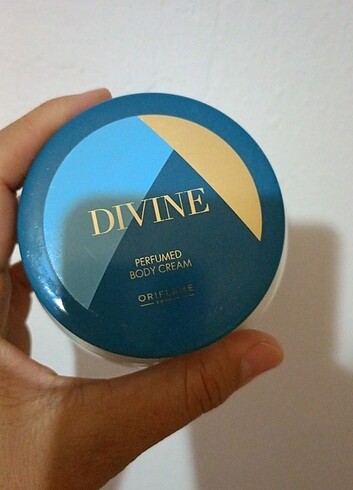 DIVINE
PERFUMED
BODY CREAM
ORIFLAME